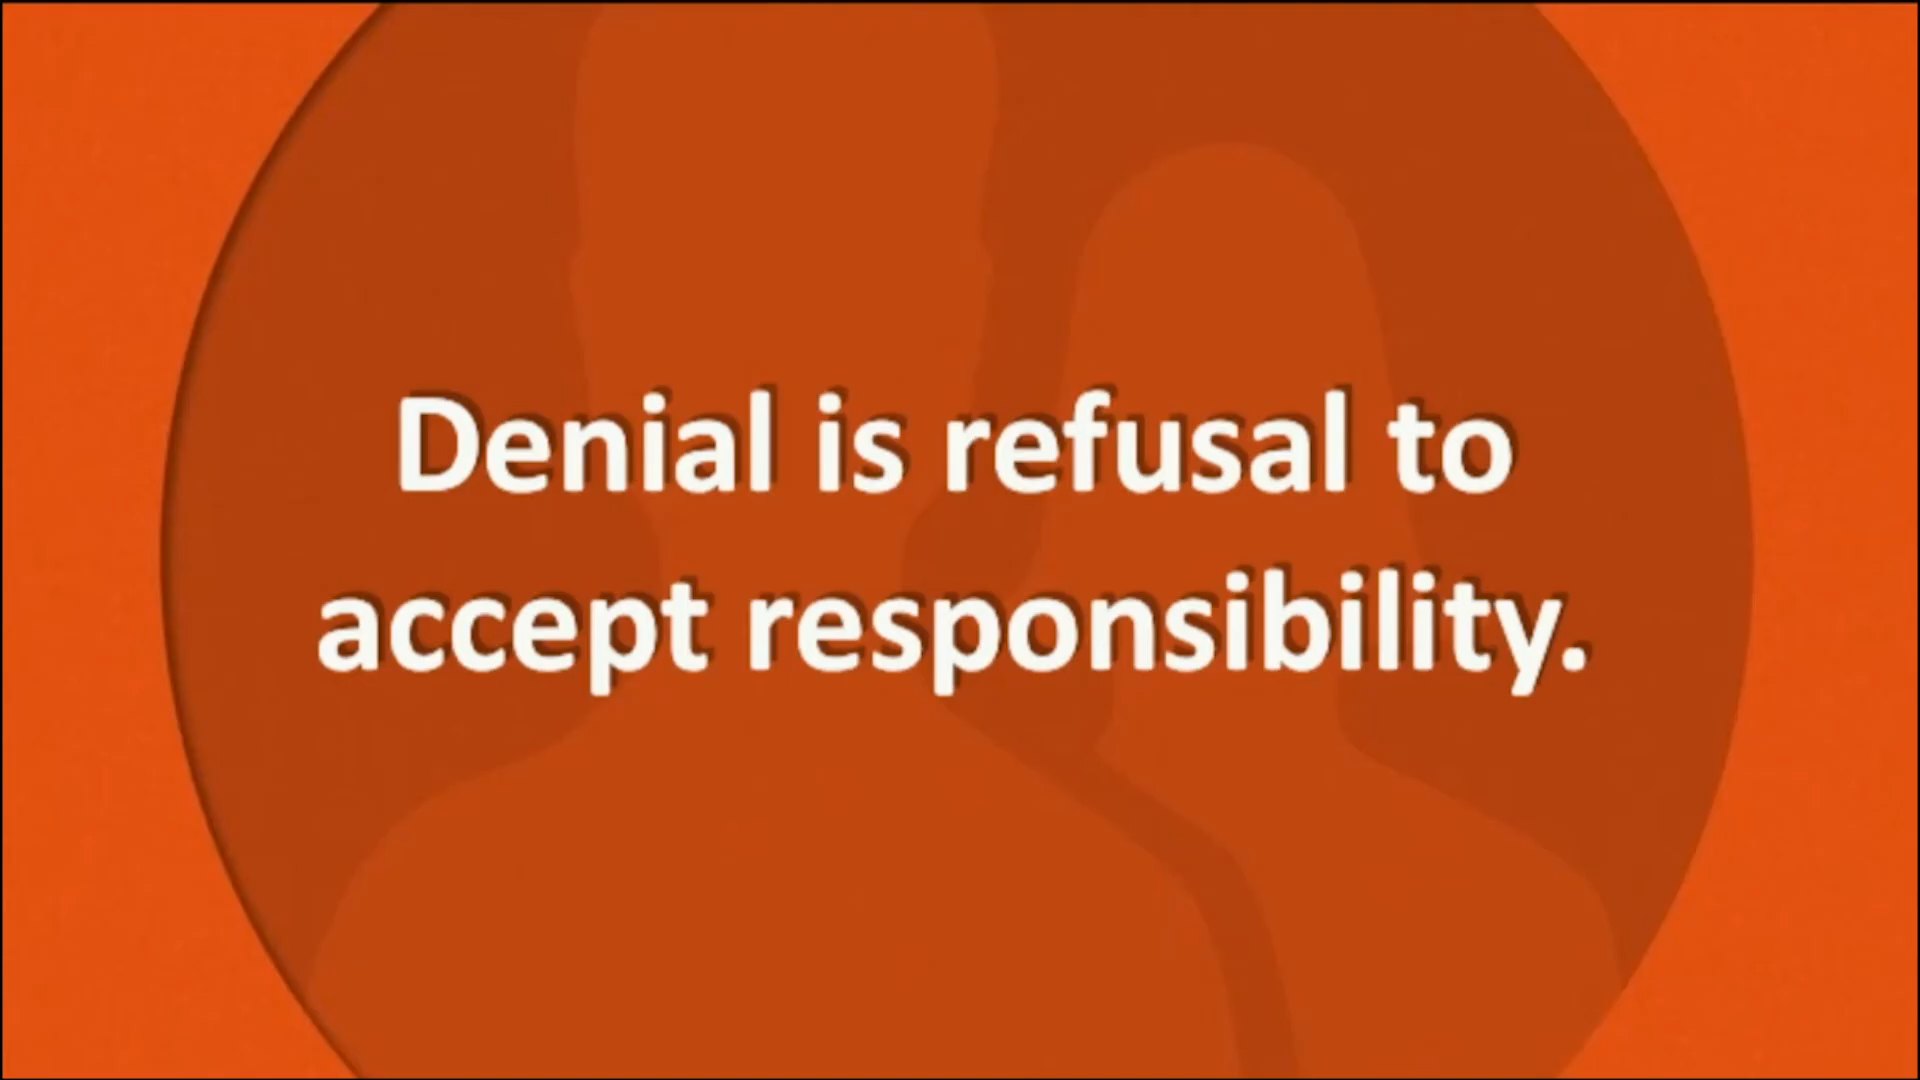 Denial is refusal to
accept responsibility.